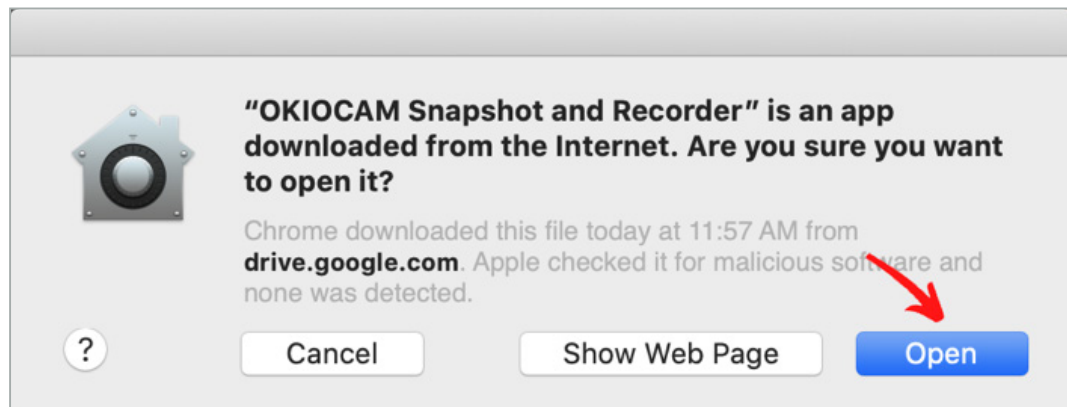 “OKIOCAM Snapshot and Recorder” is an app
downloaded from the Internet. Are you sure you want
to open it?
Chrome downloaded this file today at 11:57 AM from
drive.google.com. Apple checked it for malicious software and
none was detected.
?
Cancel
Show Web Page
Open